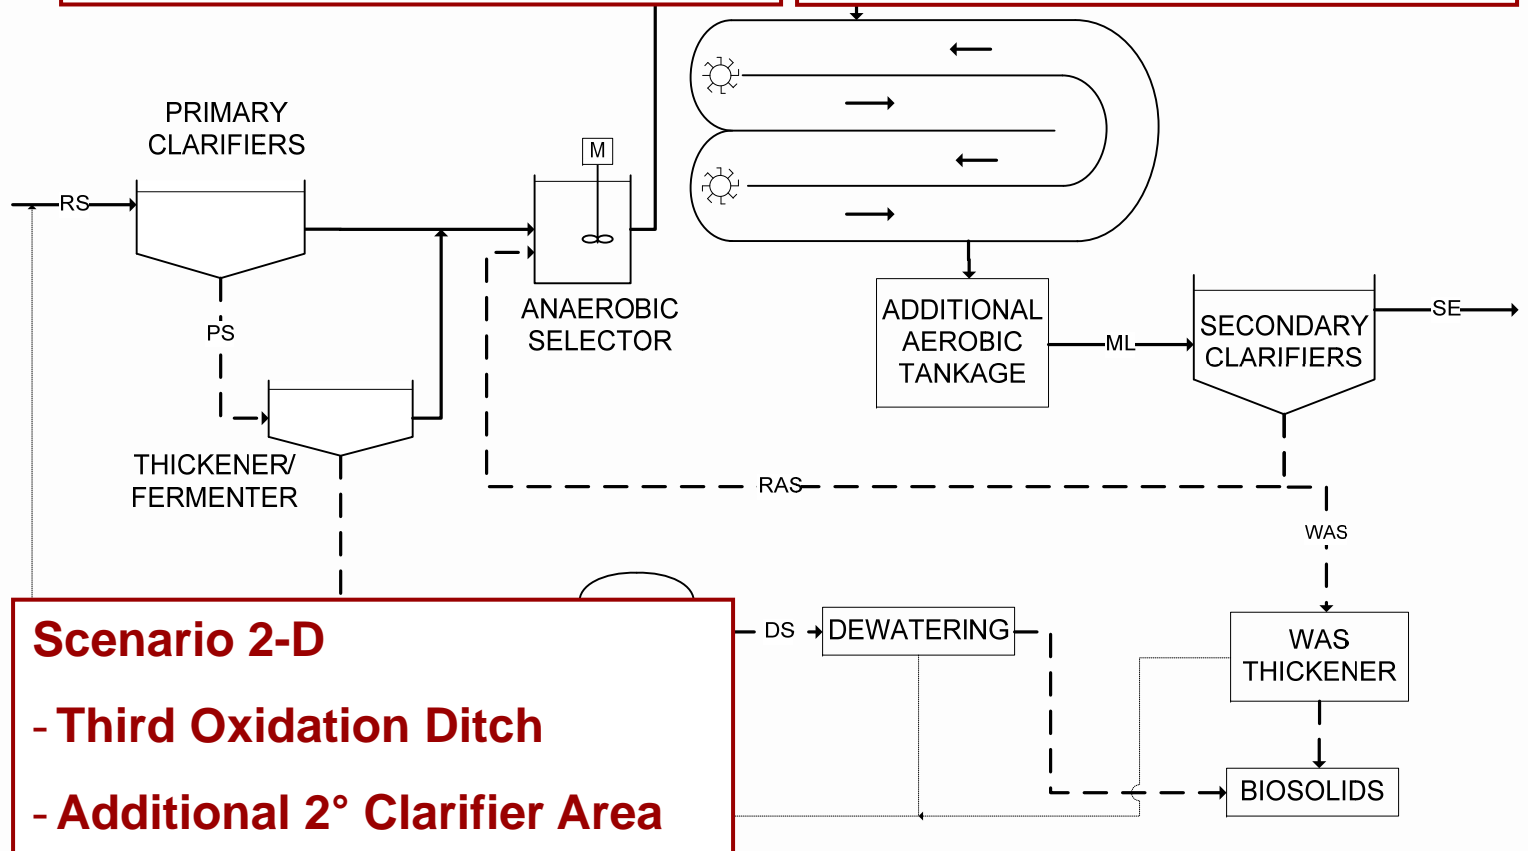 PRIMARY
CLARIFIERS
M
RS
ANAEROBIC
SELECTOR
PS
ADDITIONAL
AEROBIC
TANKAGE
ML
SECONDARY
CLARIFIERS
SE
THICKENER/
FERMENTER
RAS
WAS
Scenario 2-D
- Third Oxidation Ditch
- Additional 2° Clarifier Area
DS
DEWATERING
WAS
THICKENER
BIOSOLIDS